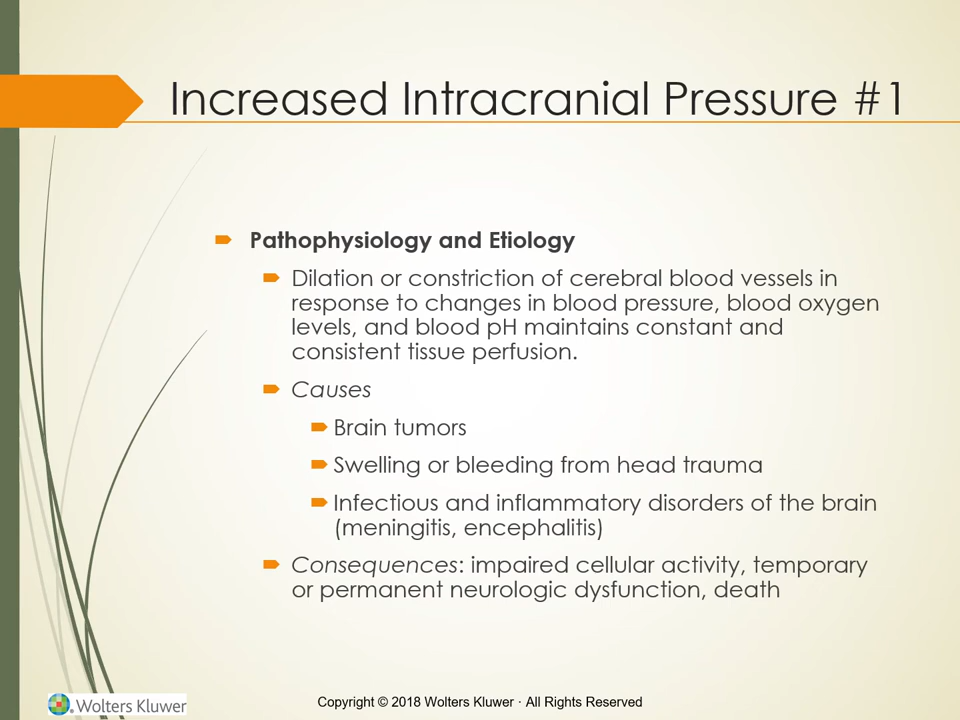 Increased Intracranial Pressure #1
Pathophysiology and Etiology
Dilation or constriction of cerebral blood vessels in
response to changes in blood pressure, blood oxygen
levels, and blood pH maintains constant and
consistent tissue perfusion.
Causes
Brain tumors
Swelling or bleeding from head trauma
Infectious and inflammatory disorders of the brain
(meningitis, encephalitis)
Consequences: impaired cellular activity, temporary
or permanent neurologic dysfunction, death
Wolters Kluwer
Copyright © 2018 Wolters Kluwer · All Rights Reserved